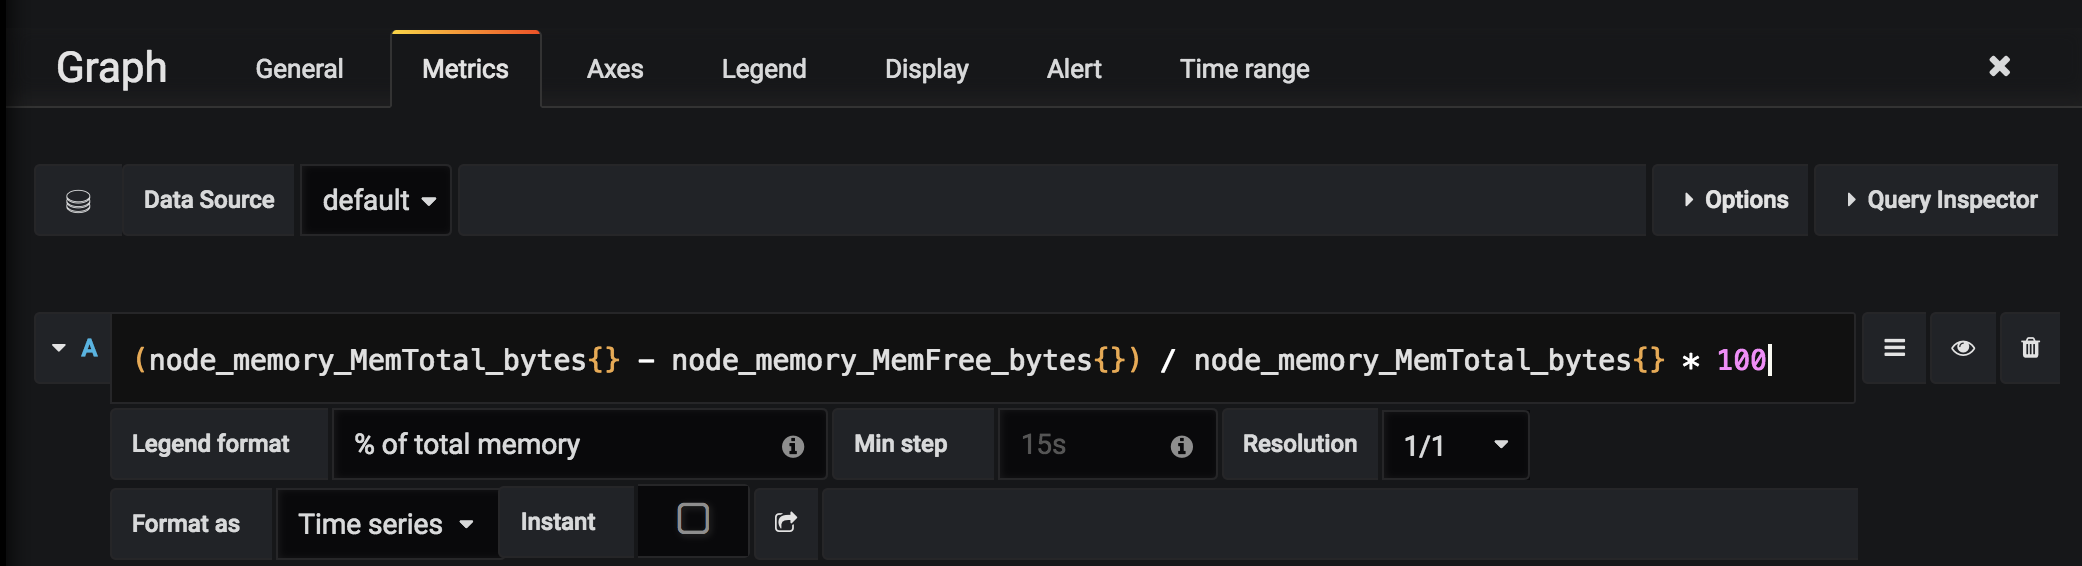 Graph General Metrics Axes Legend Display Alert Time range
Data Source default Options Query Inspector
A (node_memory_MemTotal_bytes{} - node_memory_MemFree_bytes{}) / node_memory_MemTotal_bytes{} * 100
Legend format % of total memory Min step 15s Resolution 1/1
Format as Time series Instant